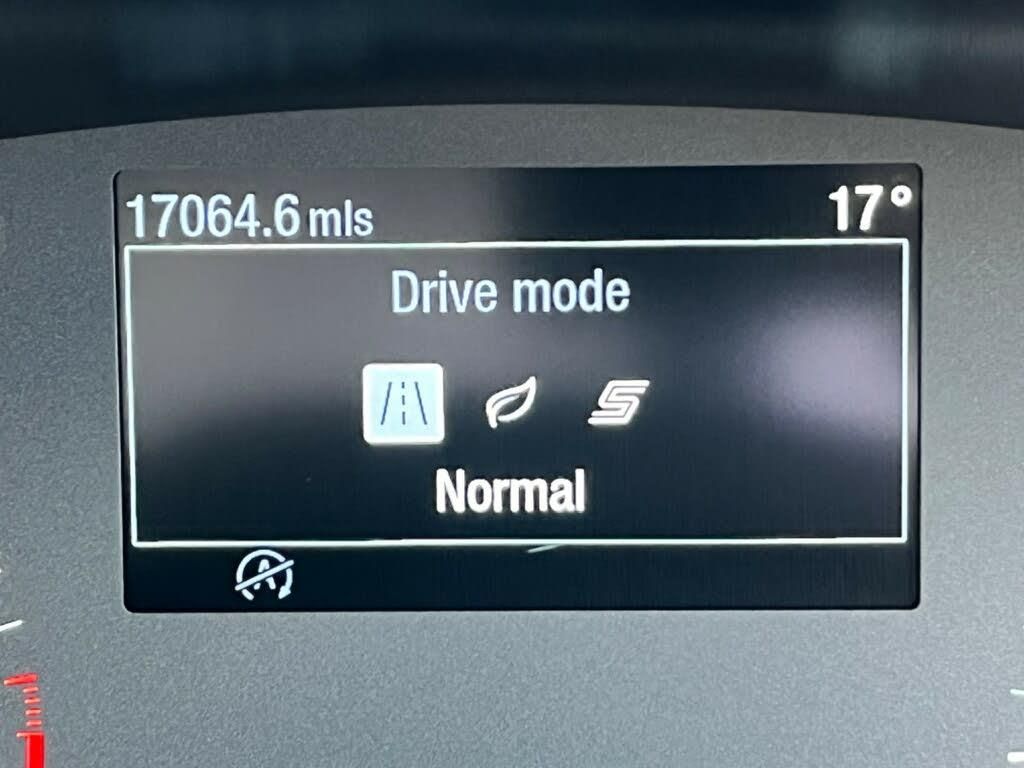 17064.6 mls 17°
Drive mode
S
Normal
A